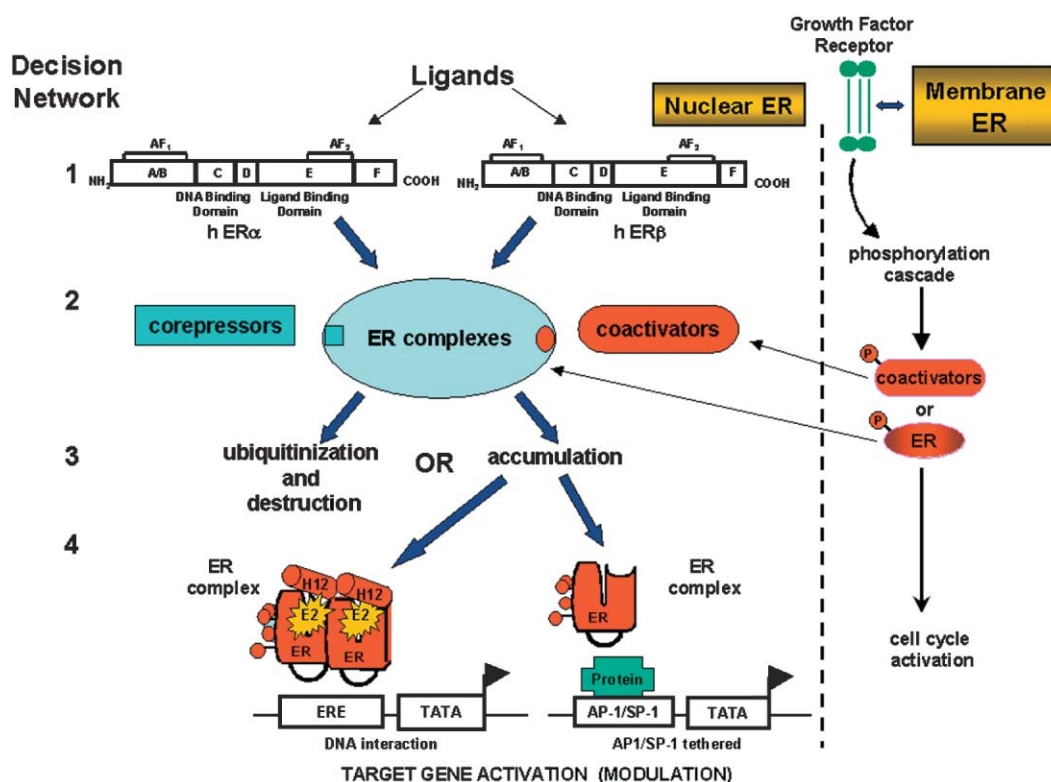 Decision
Network
Ligands
Nuclear ER
Growth Factor
Receptor
Membrane
ER
1
NH2
AF1
AF2
A/B
C
D
E
F
COOH
DNA Binding
Domain
Ligand Binding
Domain
h ERα
NH2
AF1
AF2
A/B
C
D
E
F
COOH
DNA Binding
Domain
Ligand Binding
Domain
h ERβ
phosphorylation
cascade
2
corepressors
ER complexes
coactivators
P
coactivators
or
P
ER
3
ubiquitinization
and
destruction
OR
accumulation
4
ER
complex
H12
H12
E2
E2
ER
ER
ER
complex
ER
cell cycle
activation
Protein
ERE
TATA
AP-1/SP-1
TATA
DNA interaction
AP1/SP-1 tethered
TARGET GENE ACTIVATION (MODULATION)